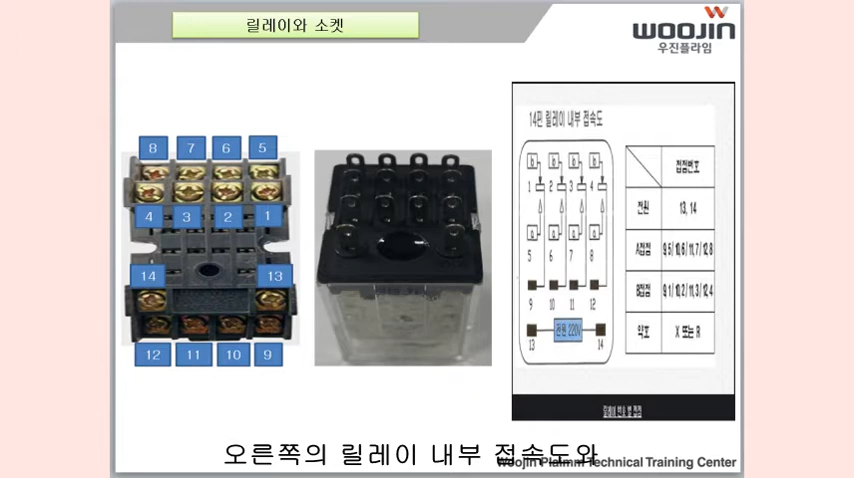 릴레이와 소켓
WOOJIN
우진플라임
8 7 6 5
4 3 2 1
14 13
12 11 10 9
14핀 릴레이 내부 접속도
b b b b
1 2 3 4
a a a a
5 6 7 8
9 10 11 12
전원 220V
13 14
접점번호
전원 13, 14
A접점 9.5/10.6/11.7/12.8
B접점 9.1/10.2/11.3/12.4
약호 X 또는 R
오른쪽의 릴레이 내부 접속도와
Technical Training Center